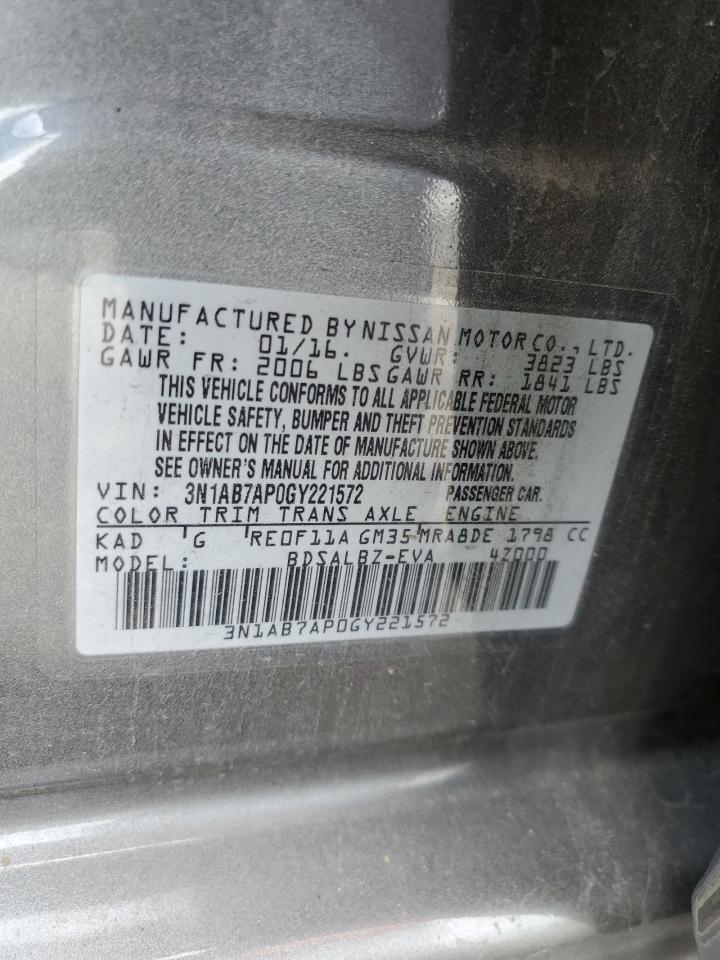 MANUFACTURED BY NISSAN MOTOR CO., LTD.
DATE: 01/16. GVWR: 3823 LBS
GAWR FR: 2006 LBS GAWR RR: 1841 LBS
THIS VEHICLE CONFORMS TO ALL APPLICABLE FEDERAL MOTOR
VEHICLE SAFETY, BUMPER AND THEFT PREVENTION STANDARDS
IN EFFECT ON THE DATE OF MANUFACTURE SHOWN ABOVE.
SEE OWNER'S MANUAL FOR ADDITIONAL INFORMATION.
VIN: 3N1AB7AP0GY221572 PASSENGER CAR.
COLOR TRIM TRANS AXLE ENGINE
KAD G RE0F11A GM35 MRA8DE 1798 CC
MODEL: BDSALBZ-EVA 4Z000
3N1AB7AP0GY221572